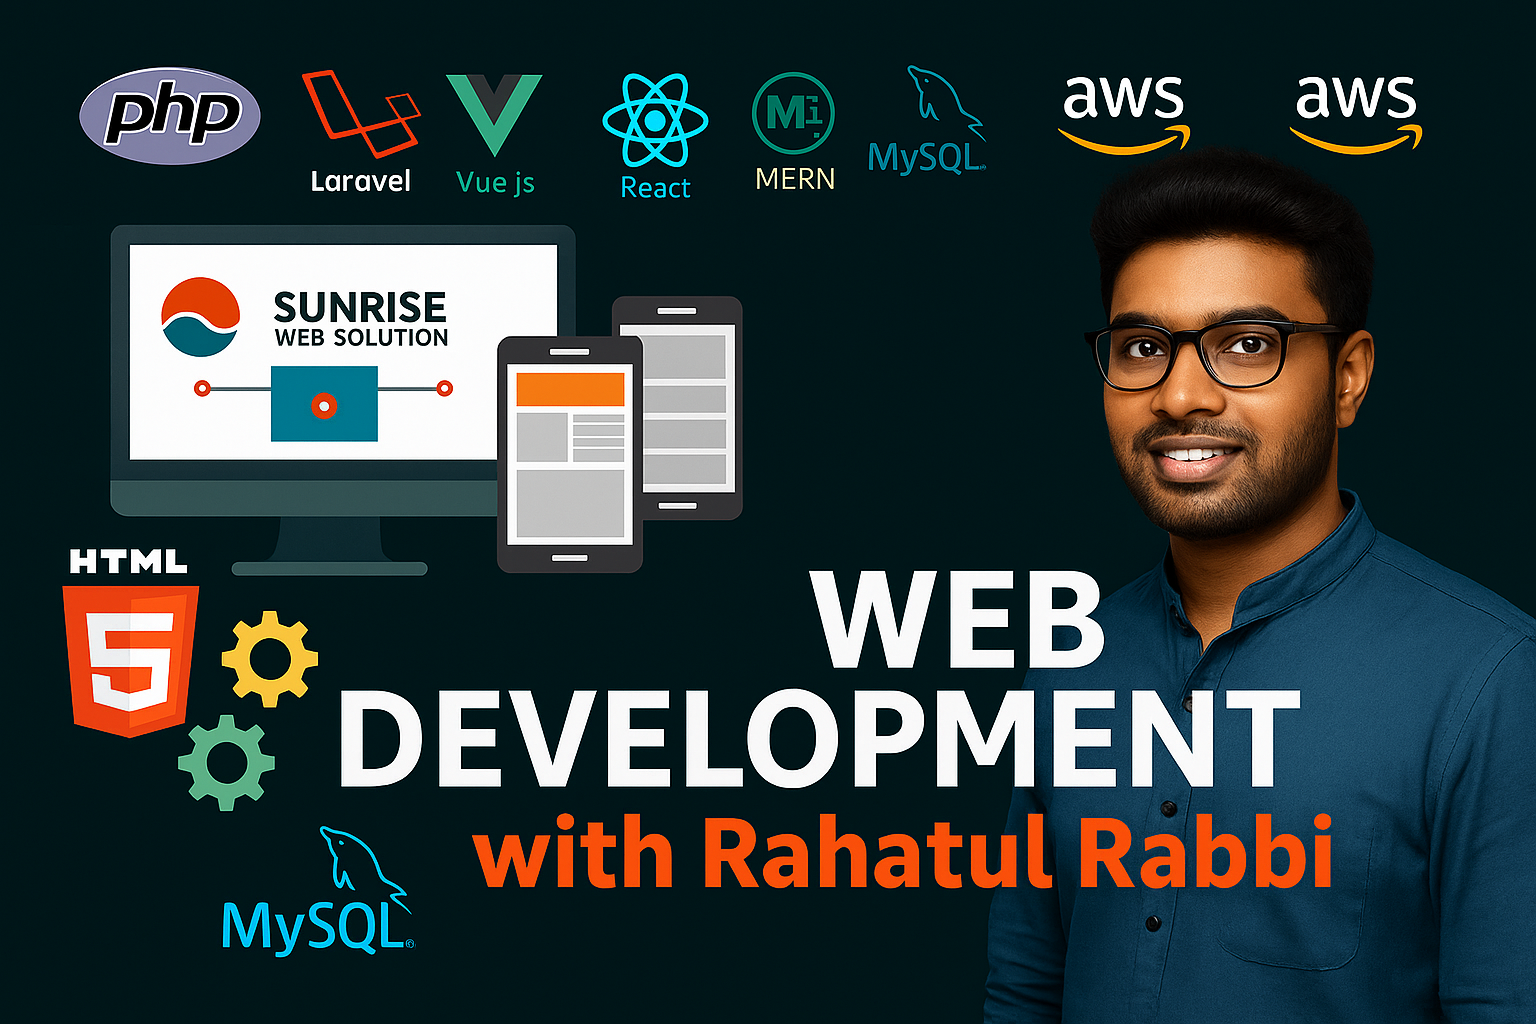 php
Laravel
Vue js
React
Mi
MERN
MySQL
aws
aws
SUNRISE
WEB SOLUTION
HTML
5
WEB
DEVELOPMENT
with Rahatul Rabbi
MySQL